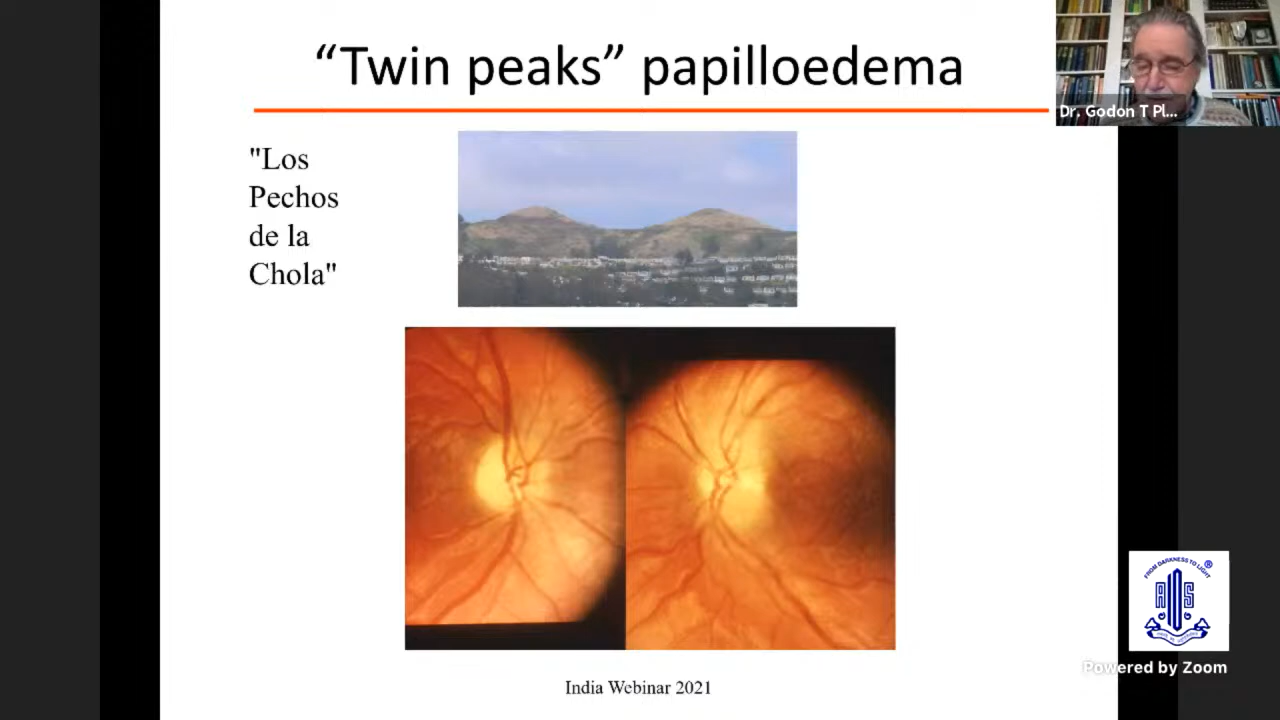 “Twin peaks” papilloedema
Dr. Godon T Pl...
"Los
Pechos
de la
Chola"
FROM DARKNESS TO LIGHT
®
Powered by Zoom
India Webinar 2021